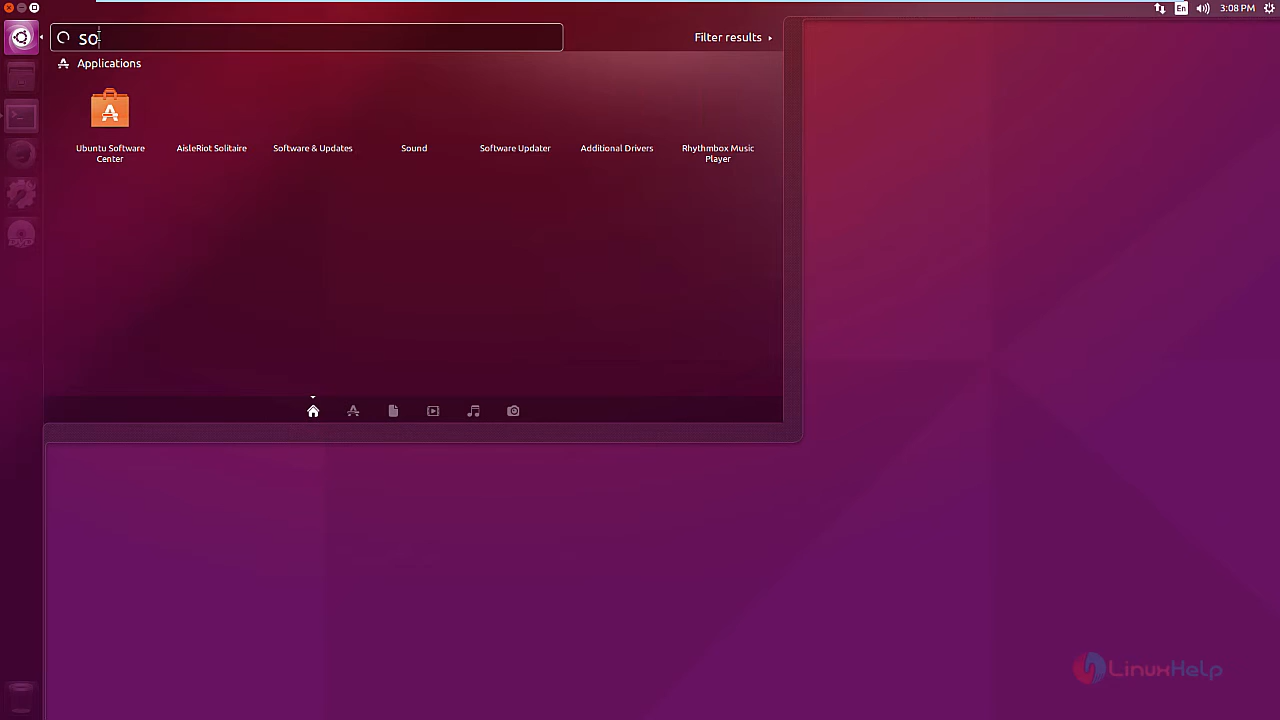 En
3:08 PM
so
Filter results
Applications
Ubuntu Software Center
AisleRiot Solitaire
Software & Updates
Sound
Software Updater
Additional Drivers
Rhythmbox Music Player
DVD
LinuxHelp